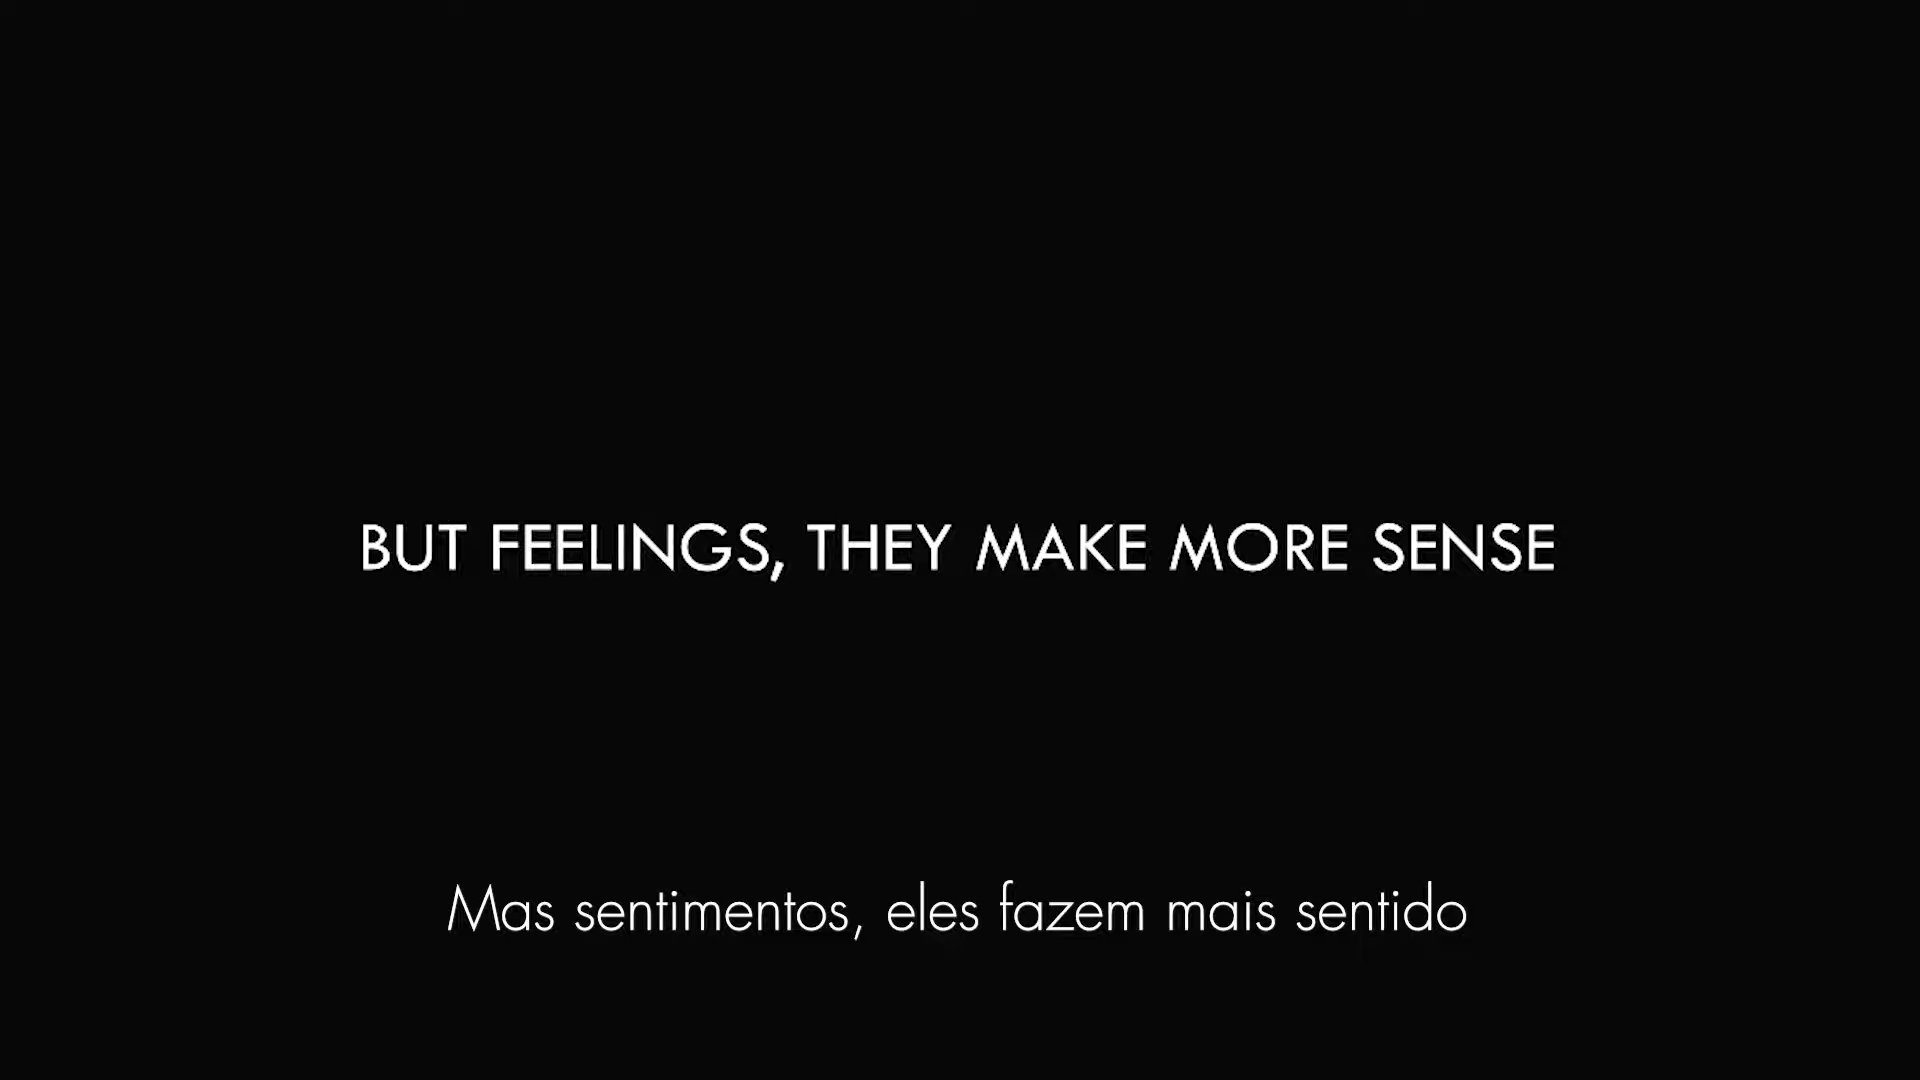 BUT FEELINGS, THEY MAKE MORE SENSE
Mas sentimentos, eles fazem mais sentido